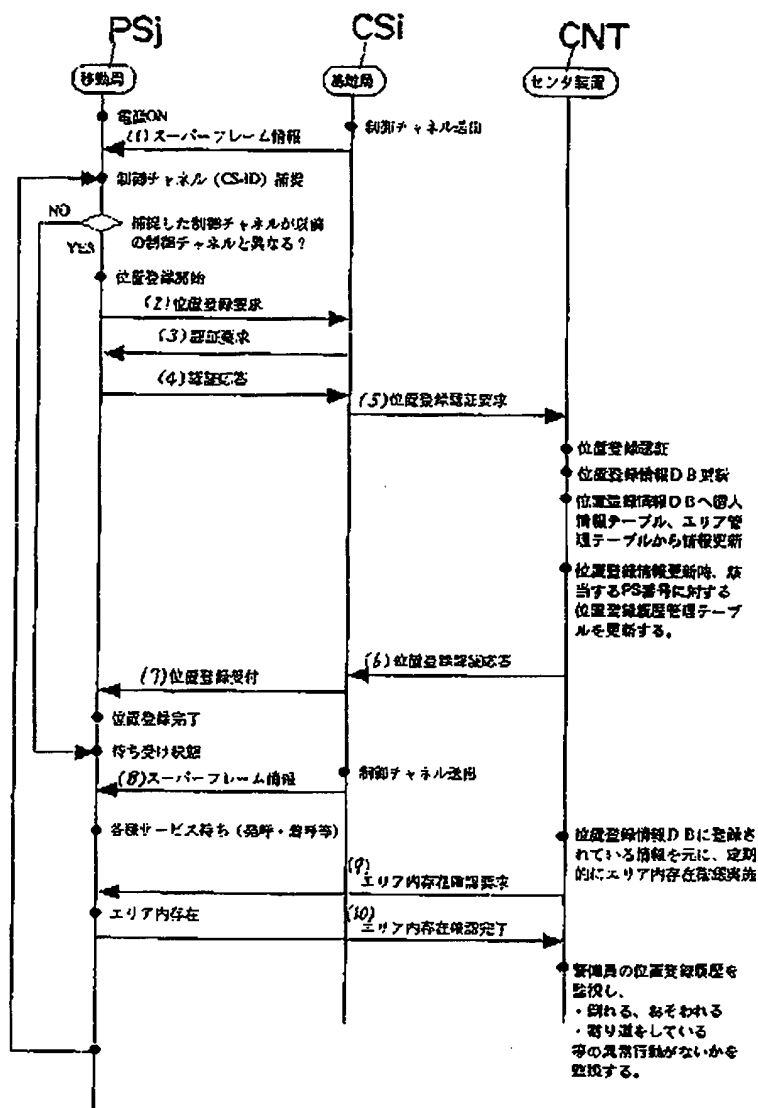 PSj
CSi
CNT
移動局
基地局
センタ装置
電源ON
(1)スーパーフレーム情報
制御チャネル送出
制御チャネル (CS-ID) 捕捉
NO
捕捉した制御チャネルが以前
の制御チャネルと異なる?
YES
位置登録開始
(2)位置登録要求
(3)認証要求
(4)認証応答
(5)位置登録認証要求
位置登録認証
位置登録情報DB更新
位置登録情報DBへ個人
情報テーブル、エリア管
理テーブルから情報更新
位置登録情報更新時、該
当するPS番号に対する
位置登録履歴管理テーブ
ルを更新する。
(6)位置登録認証応答
(7)位置登録受付
位置登録完了
待ち受け状態
(8)スーパーフレーム情報
制御チャネル送出
各種サービス待ち(発呼・着呼等)
位置登録情報DBに登録さ
れている情報を元に、定期
的にエリア内存在確認実施
(9)
エリア内存在確認要求
エリア内存在
(10)
エリア内存在確認完了
警備員の位置登録履歴を
監視し、
・倒れる、おそわれる
・寄り道をしている
等の異常行動がないかを
監視する。